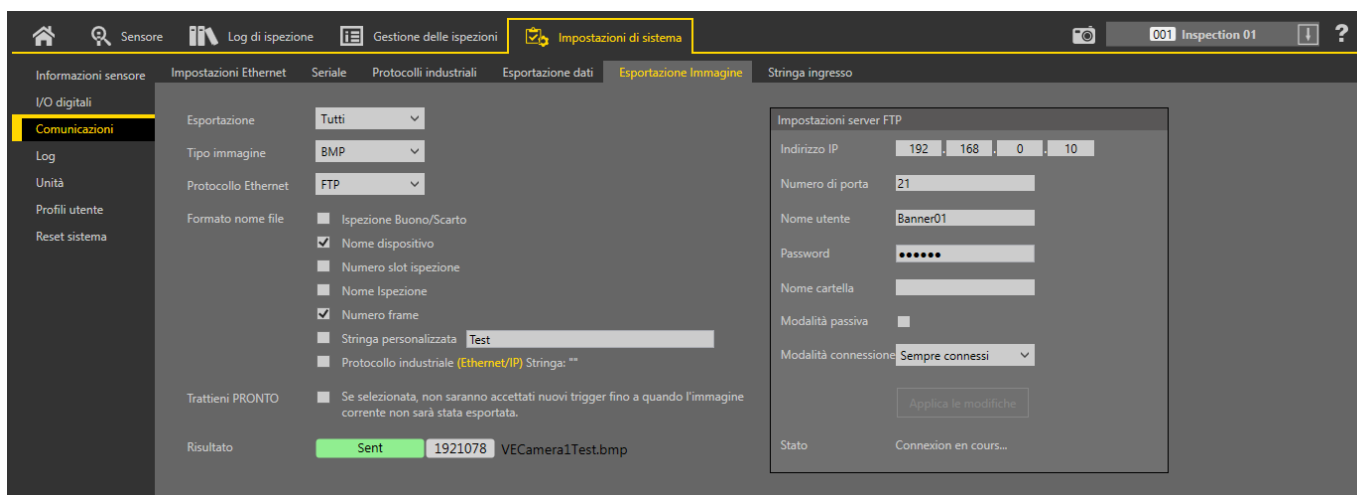 Sensore Log di ispezione Gestione delle ispezioni Impostazioni di sistema 001 Inspection 01 ?
Informazioni sensore
I/O digitali
Comunicazioni
Log
Unità
Profili utente
Reset sistema
Impostazioni Ethernet Seriale Protocolli industriali Esportazione dati Esportazione Immagine Stringa ingresso
Esportazione Tutti
Tipo immagine BMP
Protocollo Ethernet FTP
Formato nome file Ispezione Buono/Scarto
Nome dispositivo
Numero slot ispezione
Nome Ispezione
Numero frame
Stringa personalizzata Test
Protocollo industriale (Ethernet/IP) Stringa: ""
Trattieni PRONTO Se selezionata, non saranno accettati nuovi trigger fino a quando l'immagine
corrente non sarà stata esportata.
Risultato Sent 1921078 VECamera1Test.bmp
Impostazioni server FTP
Indirizzo IP 192 . 168 . 0 . 10
Numero di porta 21
Nome utente Banner01
Password ●●●●●●
Nome cartella
Modalità passiva
Modalità connessione Sempre connessi
Applica le modifiche
Stato Connexion en cours...